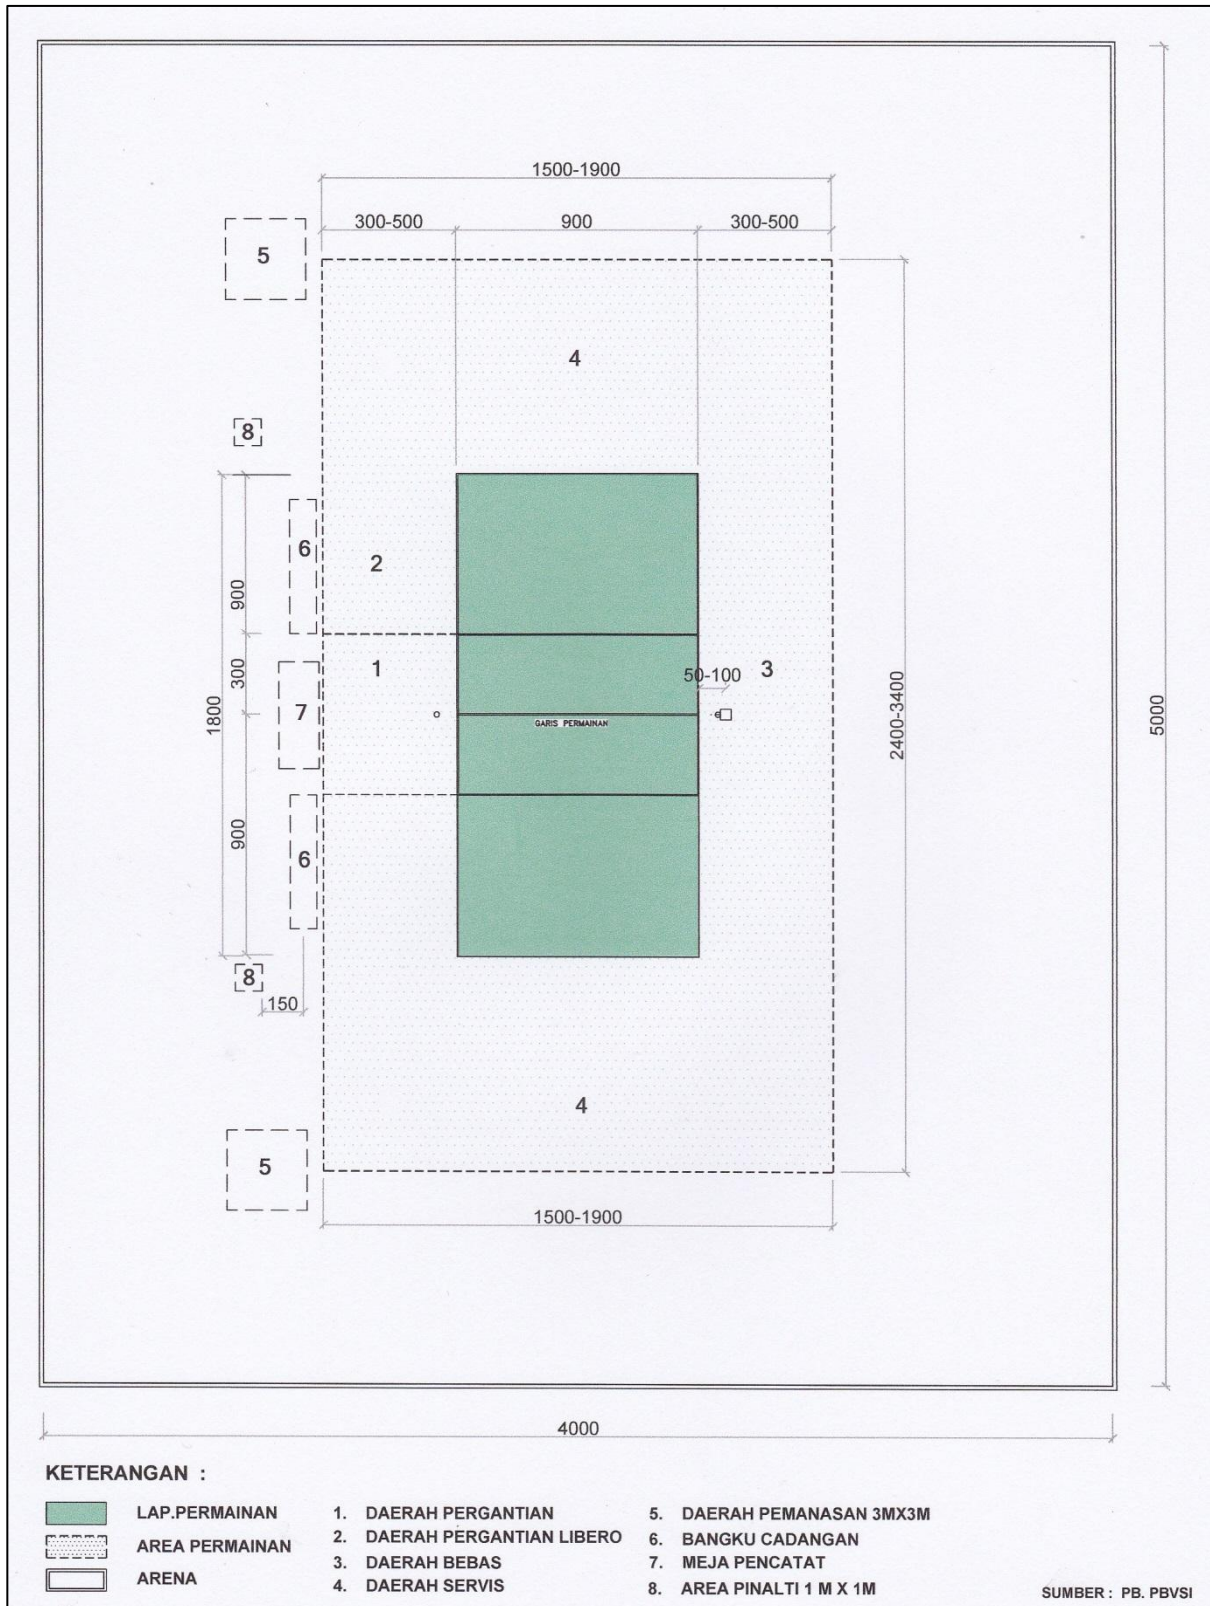 1500-1900
300-500 900 300-500
5
4
8
6
2
900
1
300
50-100
3
7
1800
GARIS PERMAINAN
2400-3400
5000
900
6
8
150
4
5
1500-1900
4000
KETERANGAN :
LAP.PERMAINAN
AREA PERMAINAN
ARENA
1. DAERAH PERGANTIAN
2. DAERAH PERGANTIAN LIBERO
3. DAERAH BEBAS
4. DAERAH SERVIS
5. DAERAH PEMANASAN 3MX3M
6. BANGKU CADANGAN
7. MEJA PENCATAT
8. AREA PINALTI 1 M X 1M
SUMBER : PB. PBVSI